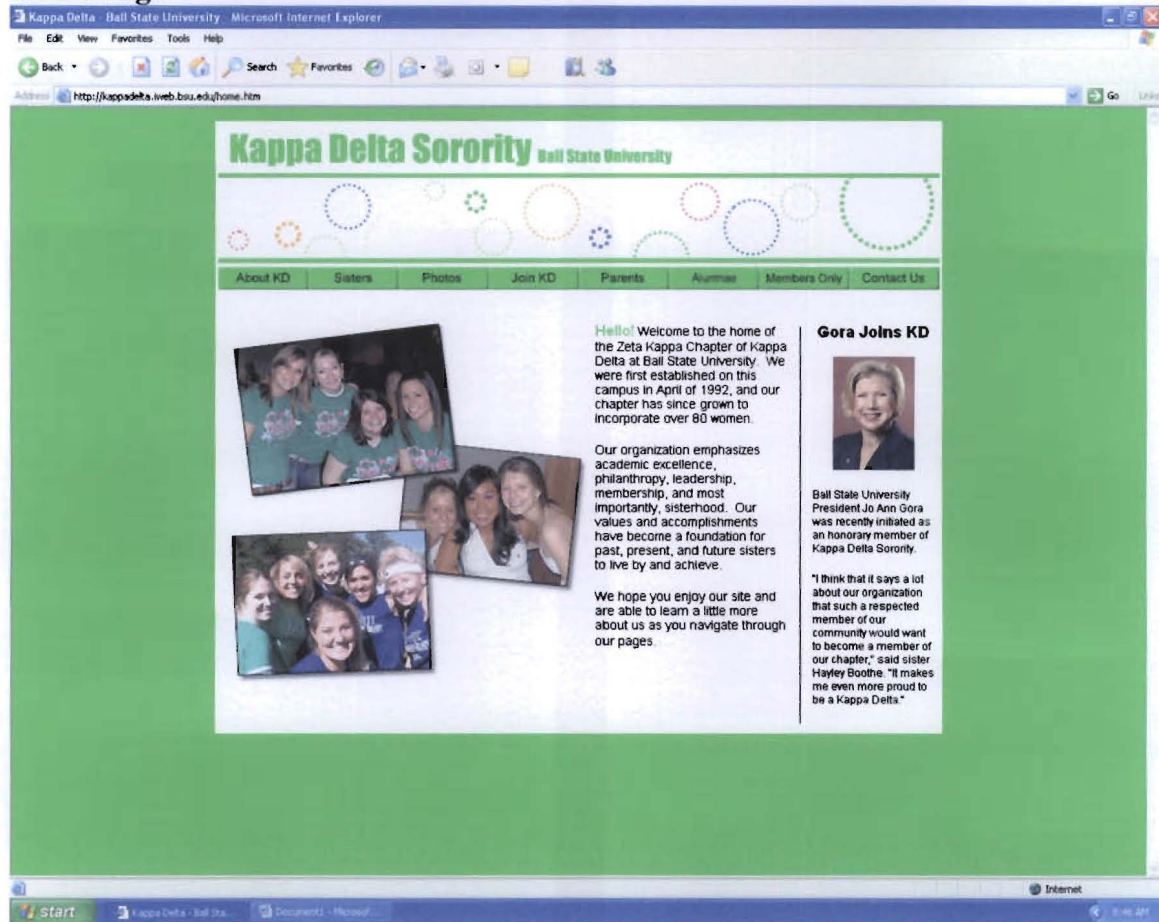 Kappa Delta - Ball State University - Microsoft Internet Explorer
File Edit View Favorites Tools Help
Back Search Favorites
Address http://kappadelta.iweb.bsu.edu/home.htm Go Links
Kappa Delta Sorority Ball State University
About KD Sisters Photos Join KD Parents Alumnae Members Only Contact Us
Hello! Welcome to the home of
the Zeta Kappa Chapter of Kappa
Delta at Ball State University. We
were first established on this
campus in April of 1992, and our
chapter has since grown to
incorporate over 80 women.
Our organization emphasizes
academic excellence,
philanthropy, leadership,
membership, and most
importantly, sisterhood. Our
values and accomplishments
have become a foundation for
past, present, and future sisters
to live by and achieve.
We hope you enjoy our site and
are able to learn a little more
about us as you navigate through
our pages.
Gora Joins KD
Ball State University
President Jo Ann Gora
was recently initiated as
an honorary member of
Kappa Delta Sorority.
"I think that it says a lot
about our organization
that such a respected
member of our
community would want
to become a member of
our chapter," said sister
Hayley Boothe. "It makes
me even more proud to
be a Kappa Delta."
Internet
start Kappa Delta - Ball Sta... Document1 - Microsof... AM